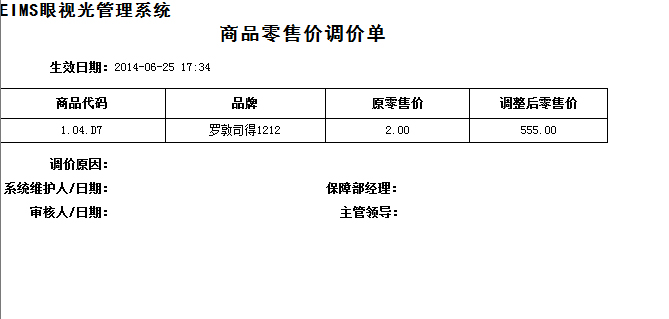 EIMS眼视光管理系统
商品零售价调价单
生效日期: 2014-06-25 17:34
商品代码 品牌 原零售价 调整后零售价
1.04.D7 罗敦司得1212 2.00 555.00
调价原因:
系统维护人/日期: 保障部经理:
审核人/日期: 主管领导: